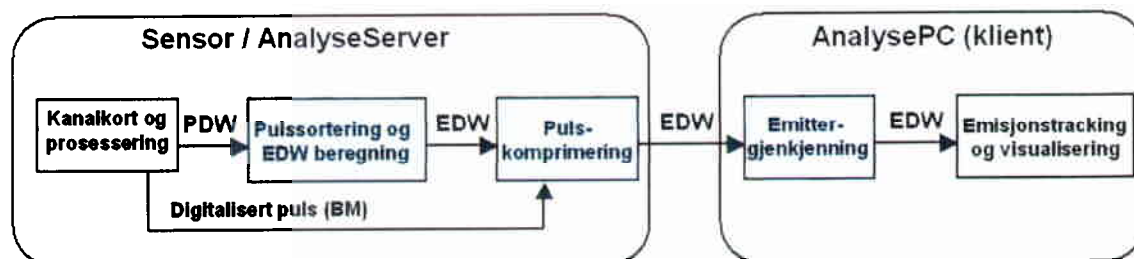 Sensor / AnalyseServer
AnalysePC (klient)
Kanalkort og
prosessering
PDW
Pulssortering og
EDW beregning
EDW
Puls-
komprimering
EDW
Emitter-
gjenkjenning
EDW
Emisjonstracking
og visualisering
Digitalisert puls (BM)